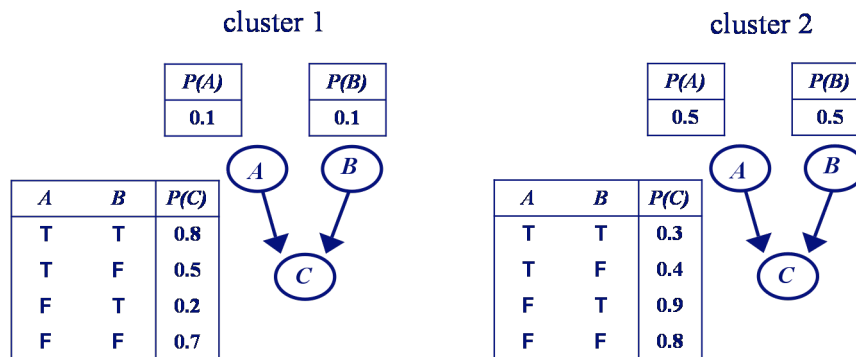 cluster 1
P(A) P(B)
0.1 0.1
A B
A B P(C)
T T 0.8
T F 0.5
F T 0.2
F F 0.7
C
cluster 2
P(A) P(B)
0.5 0.5
A B
A B P(C)
T T 0.3
T F 0.4
F T 0.9
F F 0.8
C